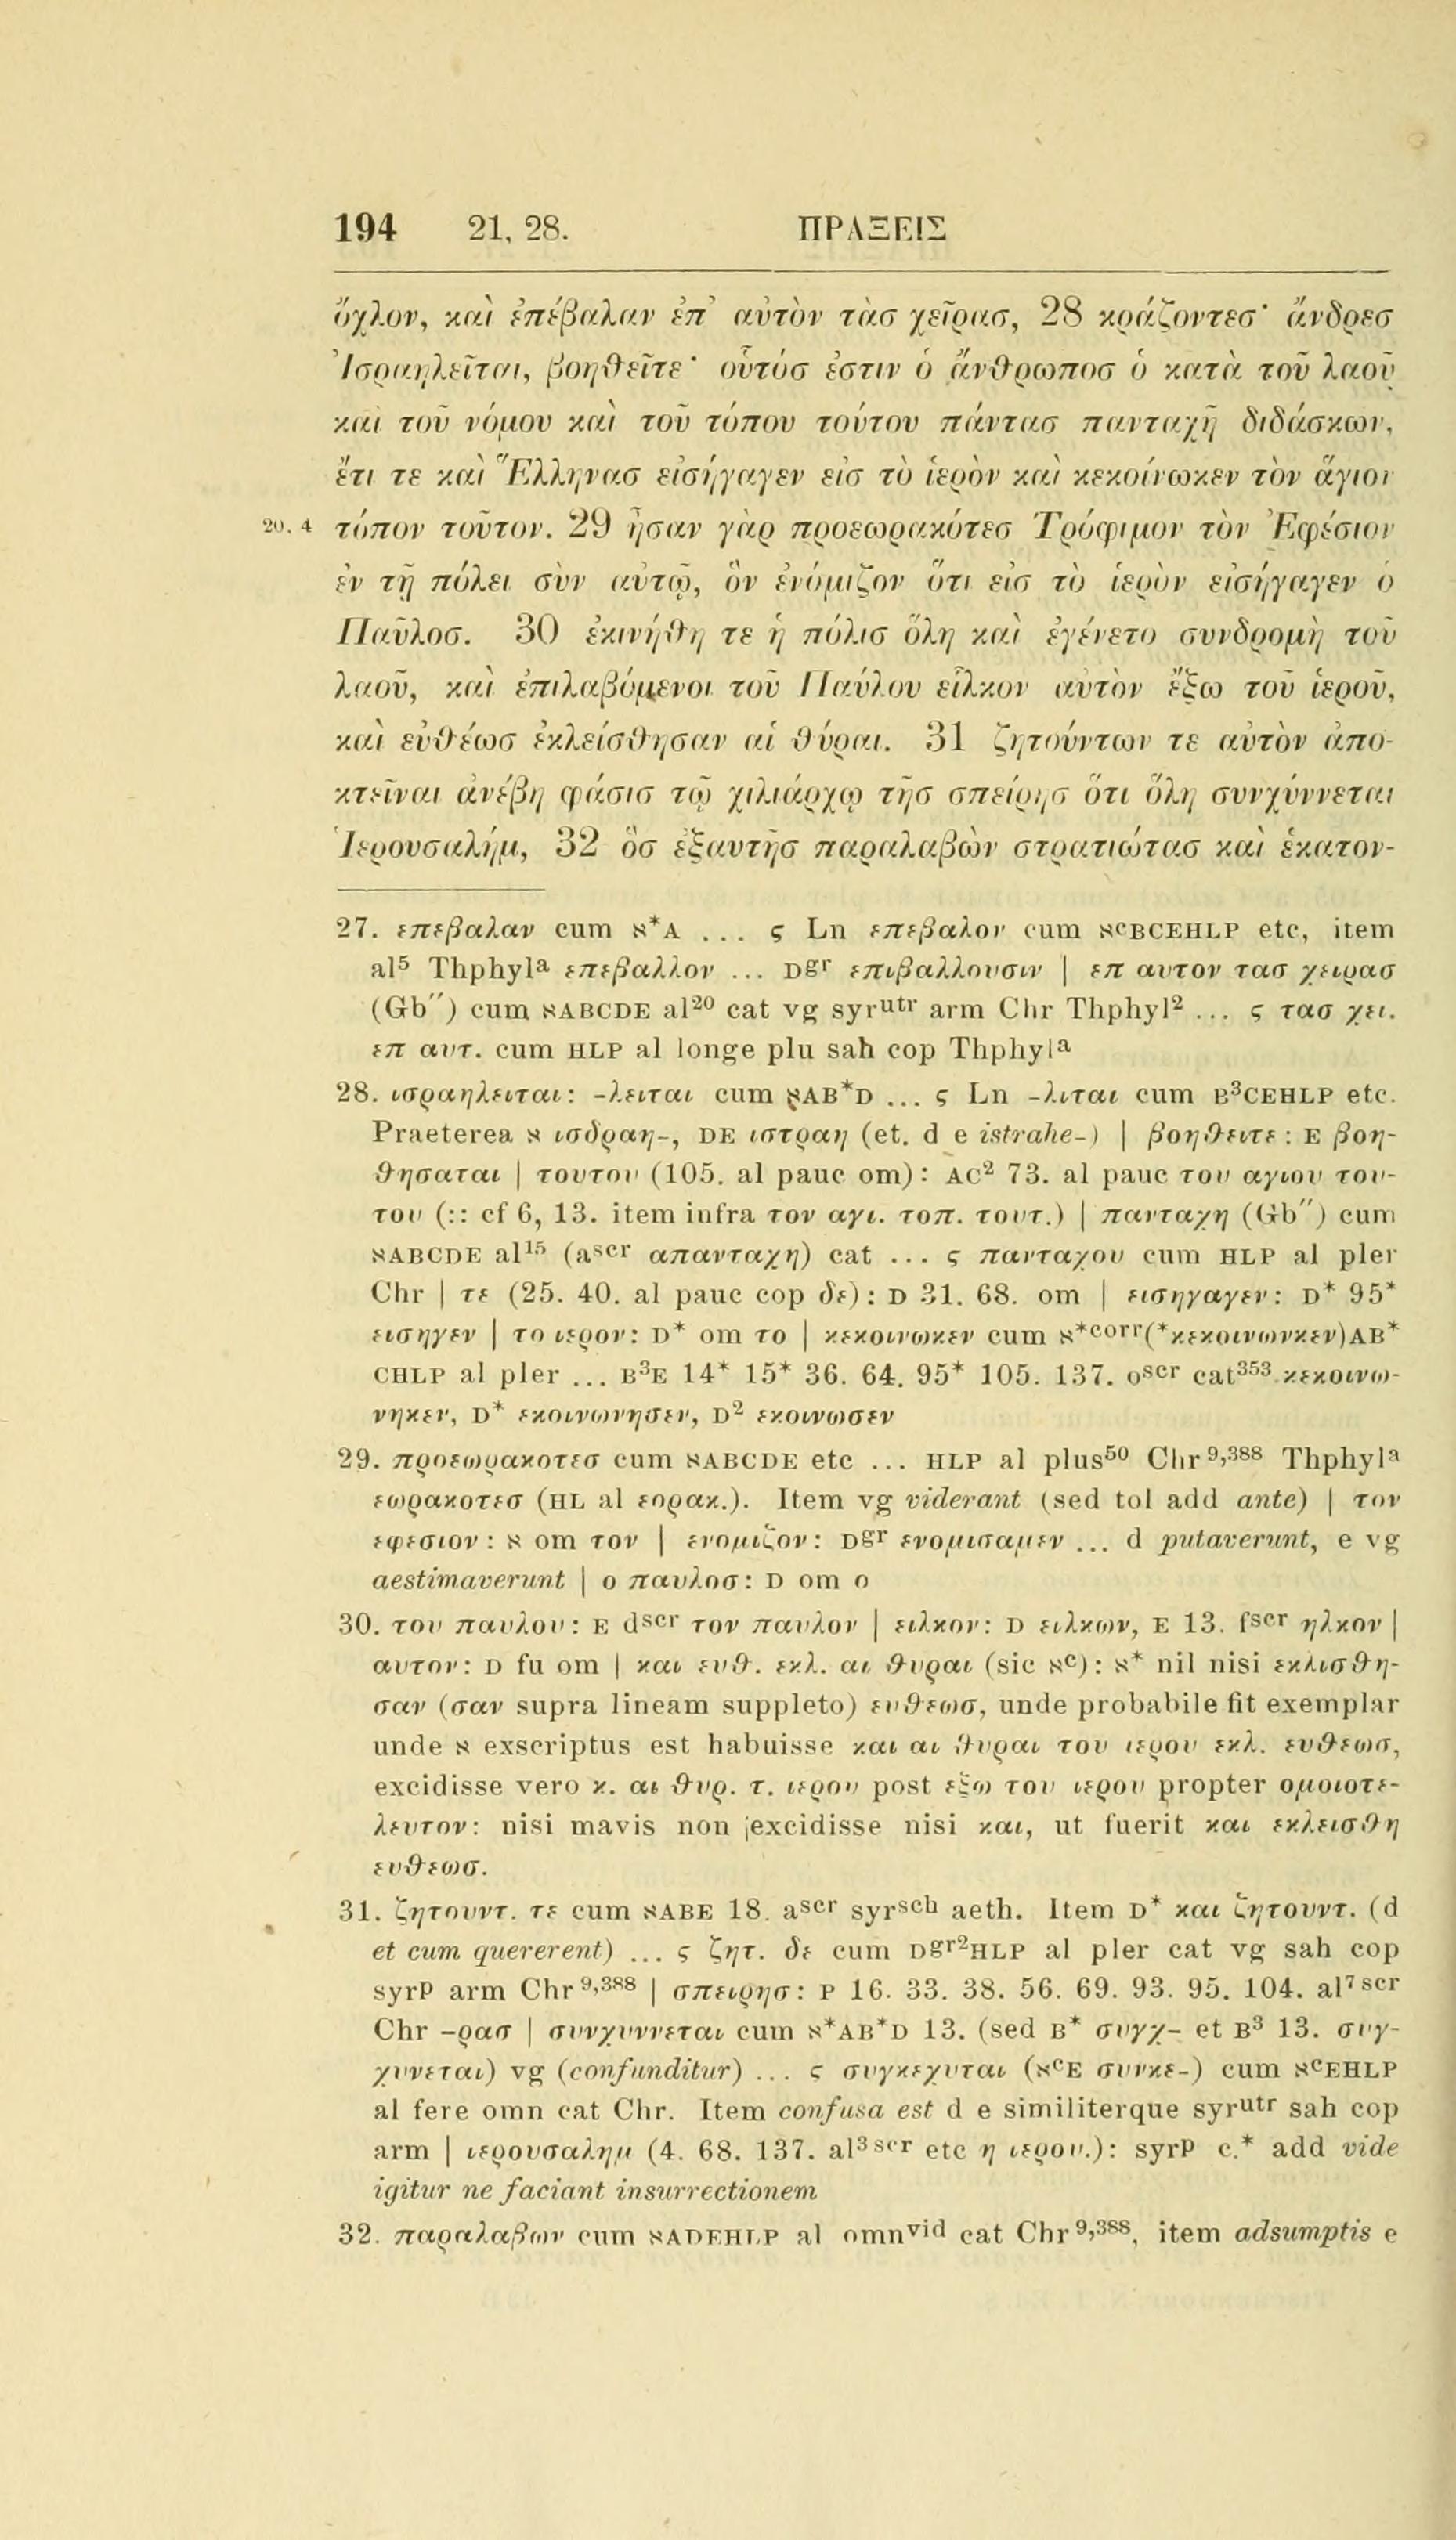 194 21, 28. ΠΡΑΞΕΙΣ
ὄχλον, καὶ ἐπέβαλαν ἐπ' αὐτὸν τὰσ χεῖρασ, 28 κράζοντεσ· ἄνδρεσ
Ἰσραηλεῖται, βοηθεῖτε· οὗτόσ ἐστιν ὁ ἄνθρωποσ ὁ κατὰ τοῦ λαοῦ
καὶ τοῦ νόμου καὶ τοῦ τόπου τούτου πάντασ πανταχῆ διδάσκων,
ἔτι τε καὶ Ἕλληνασ εἰσήγαγεν εἰσ τὸ ἱερὸν καὶ κεκοίνωκεν τὸν ἅγιον
20, 4 τόπον τοῦτον. 29 ἦσαν γὰρ προεωρακότεσ Τρόφιμον τὸν Ἐφέσιον
ἐν τῇ πόλει σὺν αὐτῷ, ὃν ἐνόμιζον ὅτι εἰσ τὸ ἱερὸν εἰσήγαγεν ὁ
Παῦλοσ. 30 ἐκινήθη τε ἡ πόλισ ὅλη καὶ ἐγένετο συνδρομὴ τοῦ
λαοῦ, καὶ ἐπιλαβόμενοι τοῦ Παύλου εἷλκον αὐτὸν ἔξω τοῦ ἱεροῦ,
καὶ εὐθέωσ ἐκλείσθησαν αἱ θύραι. 31 ζητούντων τε αὐτὸν ἀπο-
κτεῖναι ἀνέβη φάσισ τῷ χιλιάρχῳ τῆσ σπείρησ ὅτι ὅλη συνχύννεται
Ἱερουσαλήμ, 32 ὃσ ἐξαυτῆσ παραλαβὼν στρατιώτασ καὶ ἑκατον-
27. επεβαλαν cum ℵ*A ... ς Ln επεβαλον cum ℵᶜBCEHLP etc, item
al⁵ Thphylᵃ επεβαλλον ... Dᵍʳ επιβαλλουσιν | επ αυτον τασ χειρασ
(Gb″) cum ℵABCDE al²⁰ cat vg syrᵘᵗʳ arm Chr Thphyl² ... ς τασ χει.
επ αυτ. cum HLP al longe plu sah cop Thphylᵃ
28. ισραηλειται: -λειται cum ℵAB*D ... ς Ln -λιται cum B³CEHLP etc.
Praeterea ℵ ισδραη-, DE ιστραη (et. d e istrahe-) | βοηθειτε: E βοη-
θησαται | τουτου (105. al pauc om): AC² 73. al pauc του αγιου του-
του (:: cf 6, 13. item infra τον αγι. τοπ. τουτ.) | πανταχη (Gb″) cum
ℵABCDE al¹⁵ (aˢᶜʳ απανταχη) cat ... ς πανταχου cum HLP al pler
Chr | τε (25. 40. al pauc cop δε): D 31. 68. om | εισηγαγεν: D* 95*
εισηγεν | το ιερον: D* om το | κεκοινωκεν cum ℵ*ᶜᵒʳʳ(*κεκοινωνκεν)AB*
CHLP al pler ... B³E 14* 15* 36. 64. 95* 105. 137. oˢᶜʳ cat³⁵³ κεκοινω-
νηκεν, D* εκοινωνησεν, D² εκοινωσεν
29. προεωρακοτεσ cum ℵABCDE etc ... HLP al plus⁵⁰ Chr⁹,³⁸⁸ Thphylᵃ
εωρακοτεσ (HL al εορακ.). Item vg viderant (sed tol add ante) | τον
εφεσιον: ℵ om τον | ενομιζον: Dᵍʳ ενομισαμεν ... d putaverunt, e vg
aestimaverunt | ο παυλοσ: D om ο
30. του παυλου: E dˢᶜʳ τον παυλον | ειλκον: D ειλκων, E 13. fˢᶜʳ ηλκον |
αυτον: D fu om | και ευθ. εκλ. αι θυραι (sic ℵᶜ): ℵ* nil nisi εκλισθη-
σαν (σαν supra lineam suppleto) ευθεωσ, unde probabile fit exemplar
unde ℵ exscriptus est habuisse και αι θυραι του ιερου εκλ. ευθεωσ,
excidisse vero κ. αι θυρ. τ. ιερου post εξω του ιερου propter ομοιοτε-
λευτον: nisi mavis non excidisse nisi και, ut fuerit και εκλεισθη
ευθεωσ.
31. ζητουντ. τε cum ℵABE 18. aˢᶜʳ syrˢᶜʰ aeth. Item D* και ζητουντ. (d
et cum quererent) ... ς ζητ. δε cum Dᵍʳ²HLP al pler cat vg sah cop
syrᵖ arm Chr⁹,³⁸⁸ | σπειρησ: P 16. 33. 38. 56. 69. 93. 95. 104. al⁷ ˢᶜʳ
Chr -ρασ | συνχυννεται cum ℵ*AB*D 13. (sed B* συγχ- et B³ 13. συγ-
χυνεται) vg (confunditur) ... ς συγκεχυται (ℵᶜE συνκε-) cum ℵᶜEHLP
al fere omn cat Chr. Item confusa est d e similiterque syrᵘᵗʳ sah cop
arm | ιερουσαλημ (4. 68. 137. al³ ˢᶜʳ etc η ιερου.): syrᵖ c.* add vide
igitur ne faciant insurrectionem
32. παραλαβων cum ℵADEHLP al omnᵛⁱᵈ cat Chr⁹,³⁸⁸, item adsumptis e